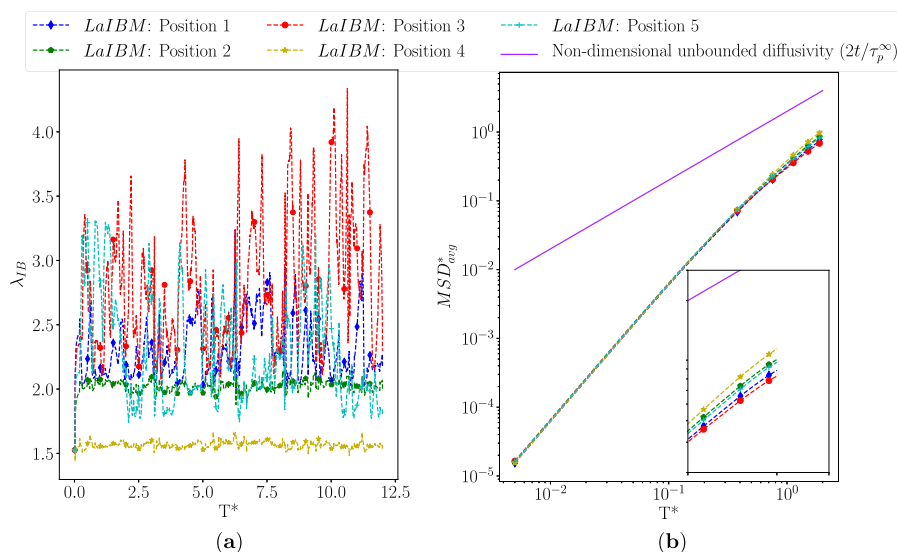 LaIBM: Position 1
LaIBM: Position 2
LaIBM: Position 3
LaIBM: Position 4
LaIBM: Position 5
Non-dimensional unbounded diffusivity (2t/τ_p^∞)
λ_IB
4.0
3.5
3.0
2.5
2.0
1.5
0.0 2.5 5.0 7.5 10.0 12.5
T*
(a)
MSD*_avg
10^0
10^-1
10^-2
10^-3
10^-4
10^-5
10^-2 10^-1 10^0
T*
(b)